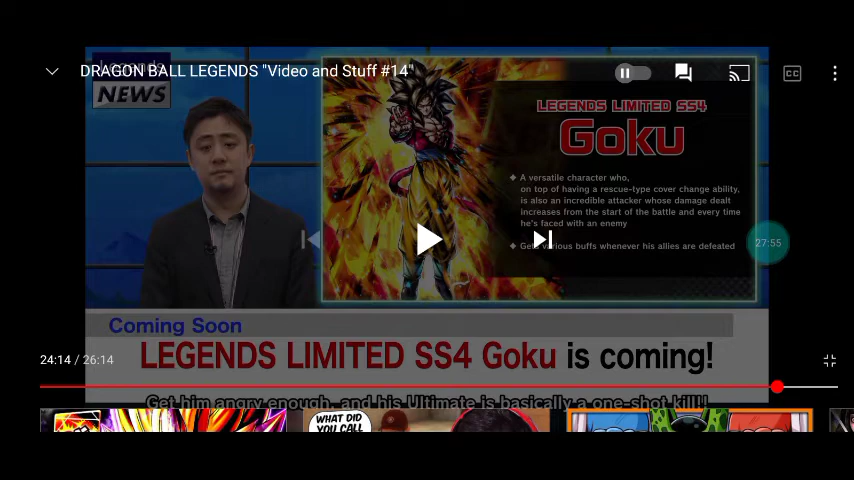 DRAGON BALL LEGENDS "Video and Stuff #14"
Legends
NEWS
CC
LEGENDS LIMITED SS4
Goku
◆ A versatile character who,
on top of having a rescue-type cover change ability,
is also an incredible attacker whose damage dealt
increases from the start of the battle and every time
he's faced with an enemy
◆ Gets various buffs whenever his allies are defeated
27:55
Coming Soon
LEGENDS LIMITED SS4 Goku is coming!
24:14 / 26:14
Get him angry enough, and his Ultimate is basically a one-shot kill!!
WHAT DID
YOU CALL